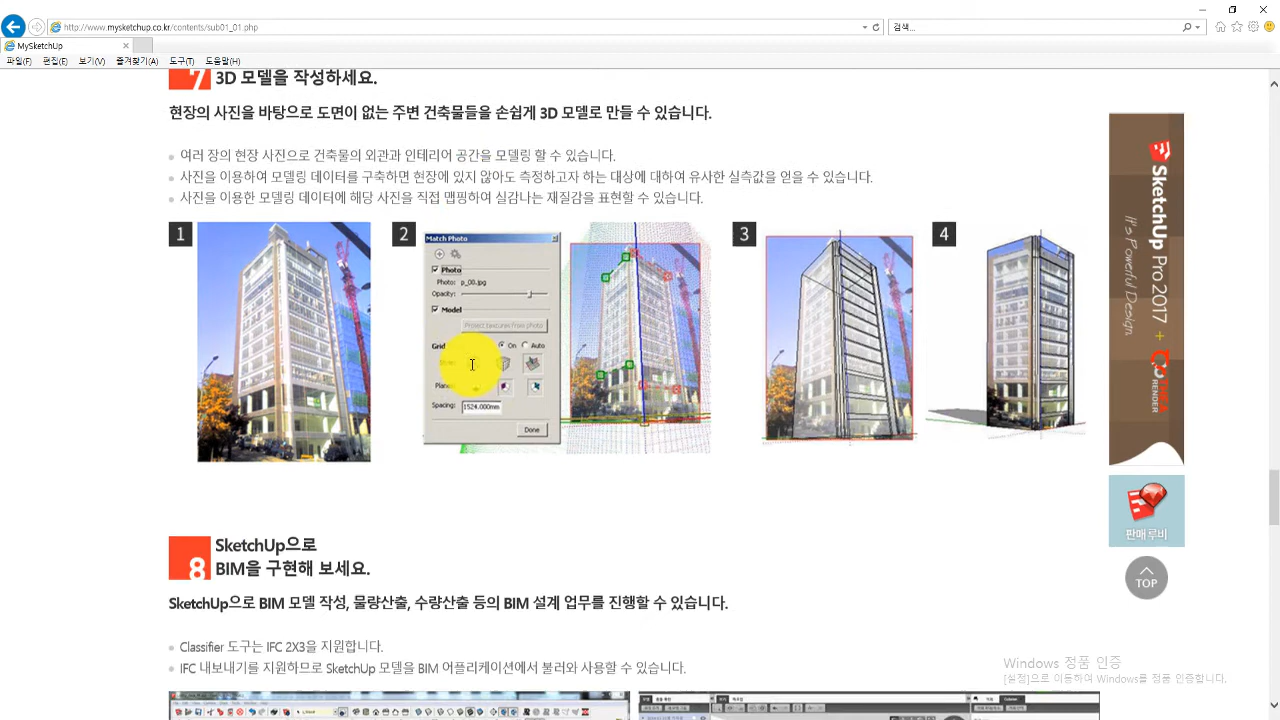 http://www.mysketchup.co.kr/contents/sub01_01.php
검색...
MySketchUp
파일(F) 편집(E) 보기(V) 즐겨찾기(A) 도구(T) 도움말(H)
7
3D 모델을 작성하세요.
현장의 사진을 바탕으로 도면이 없는 주변 건축물들을 손쉽게 3D 모델로 만들 수 있습니다.
여러 장의 현장 사진으로 건축물의 외관과 인테리어 공간을 모델링 할 수 있습니다.
사진을 이용하여 모델링 데이터를 구축하면 현장에 있지 않아도 측정하고자 하는 대상에 대하여 유사한 실측값을 얻을 수 있습니다.
사진을 이용한 모델링 데이터에 해당 사진을 직접 맵핑하여 실감나는 재질감을 표현할 수 있습니다.
1
2
3
4
Match Photo
Photo
Photo: p_00.jpg
Opacity:
Model
Project textures from photo
Grid On Auto
Spacing: 1524.000mm
Done
SketchUp Pro 2017 +
It's Powerful Design.
RENDER
판매루비
TOP
8
SketchUp으로
BIM을 구현해 보세요.
SketchUp으로 BIM 모델 작성, 물량산출, 수량산출 등의 BIM 설계 업무를 진행할 수 있습니다.
Classifier 도구는 IFC 2X3을 지원합니다.
IFC 내보내기를 지원하므로 SketchUp 모델을 BIM 어플리케이션에서 불러와 사용할 수 있습니다.
Windows 정품 인증
[설정]으로 이동하여 Windows를 정품 인증합니다.